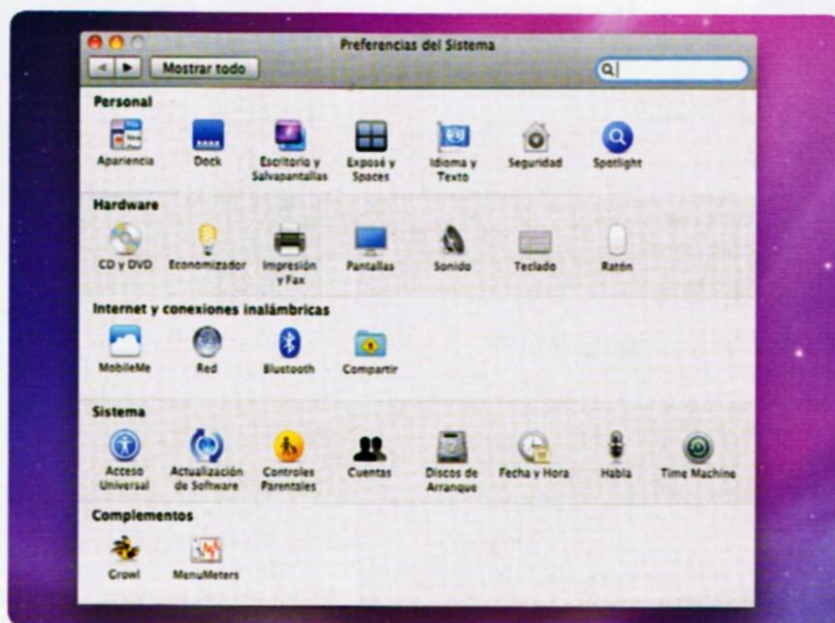 Preferencias del Sistema
Mostrar todo
Personal
Apariencia
Dock
Escritorio y
Salvapantallas
Exposé y
Spaces
Idioma y
Texto
Seguridad
Spotlight
Hardware
CD y DVD
Economizador
Impresión
y Fax
Pantallas
Sonido
Teclado
Ratón
Internet y conexiones inalámbricas
MobileMe
Red
Bluetooth
Compartir
Sistema
Acceso
Universal
Actualización
de Software
Controles
Parentales
Cuentas
Discos de
Arranque
Fecha y Hora
Habla
Time Machine
Complementos
Growl
MenuMeters